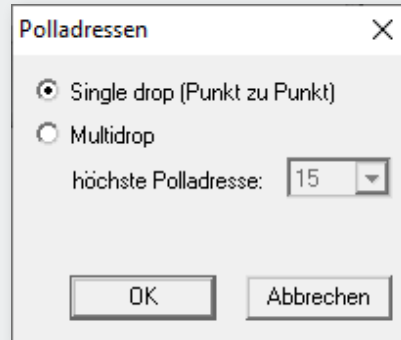 Polladressen
Single drop (Punkt zu Punkt)
Multidrop
höchste Polladresse: 15
OK Abbrechen